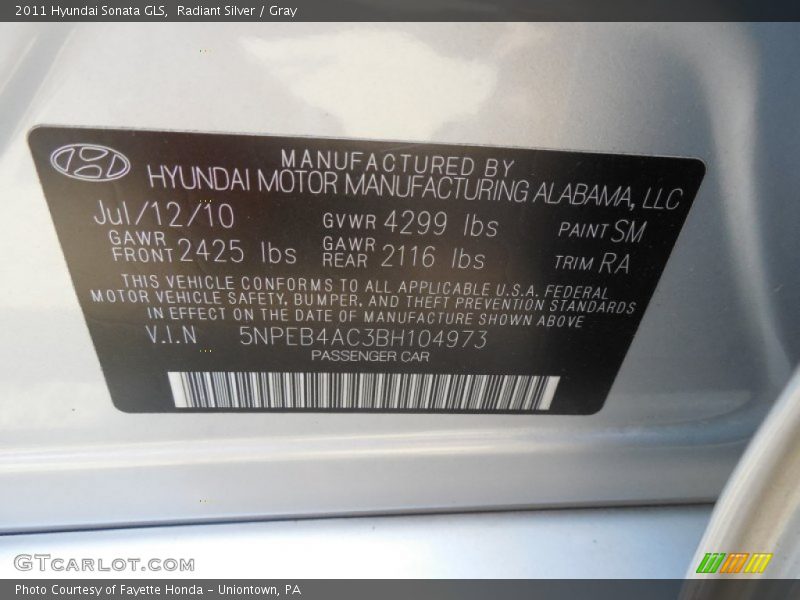 2011 Hyundai Sonata GLS, Radiant Silver / Gray
MANUFACTURED BY
HYUNDAI MOTOR MANUFACTURING ALABAMA, LLC
Jul/12/10 GVWR 4299 lbs PAINT SM
GAWR FRONT 2425 lbs GAWR REAR 2116 lbs TRIM RA
THIS VEHICLE CONFORMS TO ALL APPLICABLE U.S.A. FEDERAL
MOTOR VEHICLE SAFETY, BUMPER, AND THEFT PREVENTION STANDARDS
IN EFFECT ON THE DATE OF MANUFACTURE SHOWN ABOVE
V.I.N 5NPEB4AC3BH104973
PASSENGER CAR
GTCARLOT.COM
Photo Courtesy of Fayette Honda - Uniontown, PA